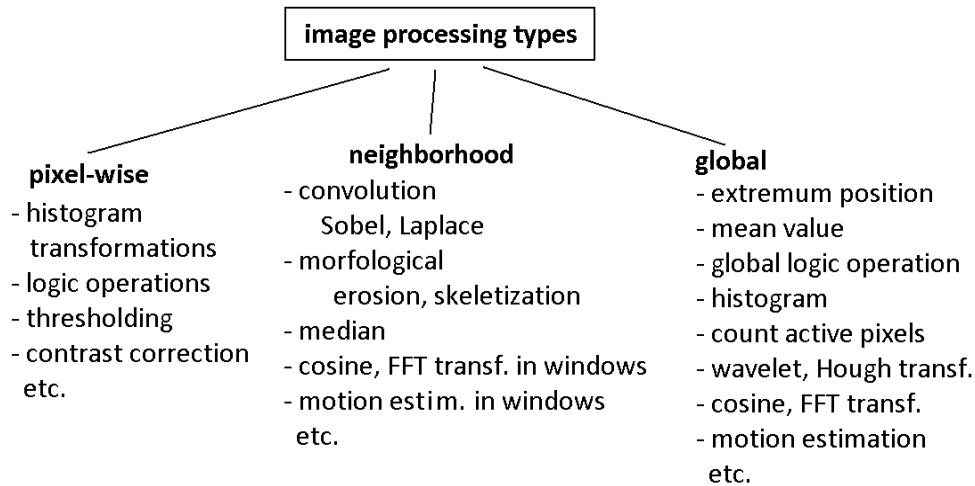 image processing types
pixel-wise
- histogram
transformations
- logic operations
- thresholding
- contrast correction
etc.
neighborhood
- convolution
Sobel, Laplace
- morfological
erosion, skeletization
- median
- cosine, FFT transf. in windows
- motion estim. in windows
etc.
global
- extremum position
- mean value
- global logic operation
- histogram
- count active pixels
- wavelet, Hough transf.
- cosine, FFT transf.
- motion estimation
etc.